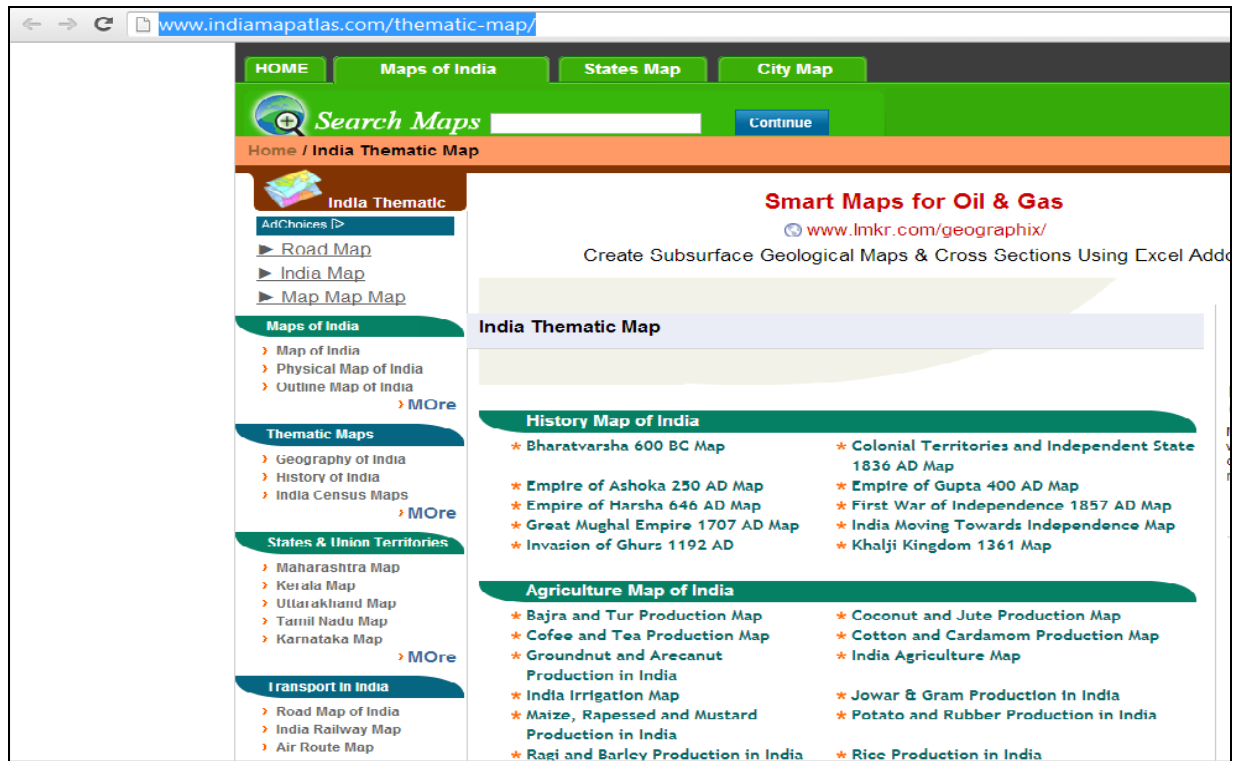 www.indiamapatlas.com/thematic-map/
HOME
Maps of India
States Map
City Map
Search Maps
Continue
Home / India Thematic Map
India Thematic
AdChoices
► Road Map
► India Map
► Map Map Map
Maps of India
Map of India
Physical Map of India
Outline Map of India
MOre
Thematic Maps
Geography of India
History of India
India Census Maps
MOre
States & Union Territories
Maharashtra Map
Kerala Map
Uttarakhand Map
Tamil Nadu Map
Karnataka Map
MOre
Transport in India
Road Map of India
India Railway Map
Air Route Map
Smart Maps for Oil & Gas
www.lmkr.com/geographix/
Create Subsurface Geological Maps & Cross Sections Using Excel
India Thematic Map
History Map of India
* Bharatvarsha 600 BC Map
* Colonial Territories and Independent State
1836 AD Map
* Empire of Ashoka 250 AD Map
* Empire of Gupta 400 AD Map
* Empire of Harsha 646 AD Map
* First War of Independence 1857 AD Map
* Great Mughal Empire 1707 AD Map
* India Moving Towards Independence Map
* Invasion of Ghurs 1192 AD
* Khalji Kingdom 1361 Map
Agriculture Map of India
* Bajra and Tur Production Map
* Coconut and Jute Production Map
* Cofee and Tea Production Map
* Cotton and Cardamom Production Map
* Groundnut and Arecanut
Production in India
* India Agriculture Map
* India Irrigation Map
* Jowar & Gram Production in India
* Maize, Rapessed and Mustard
Production in India
* Potato and Rubber Production in India
* Ragi and Barley Production in India
* Rice Production in India